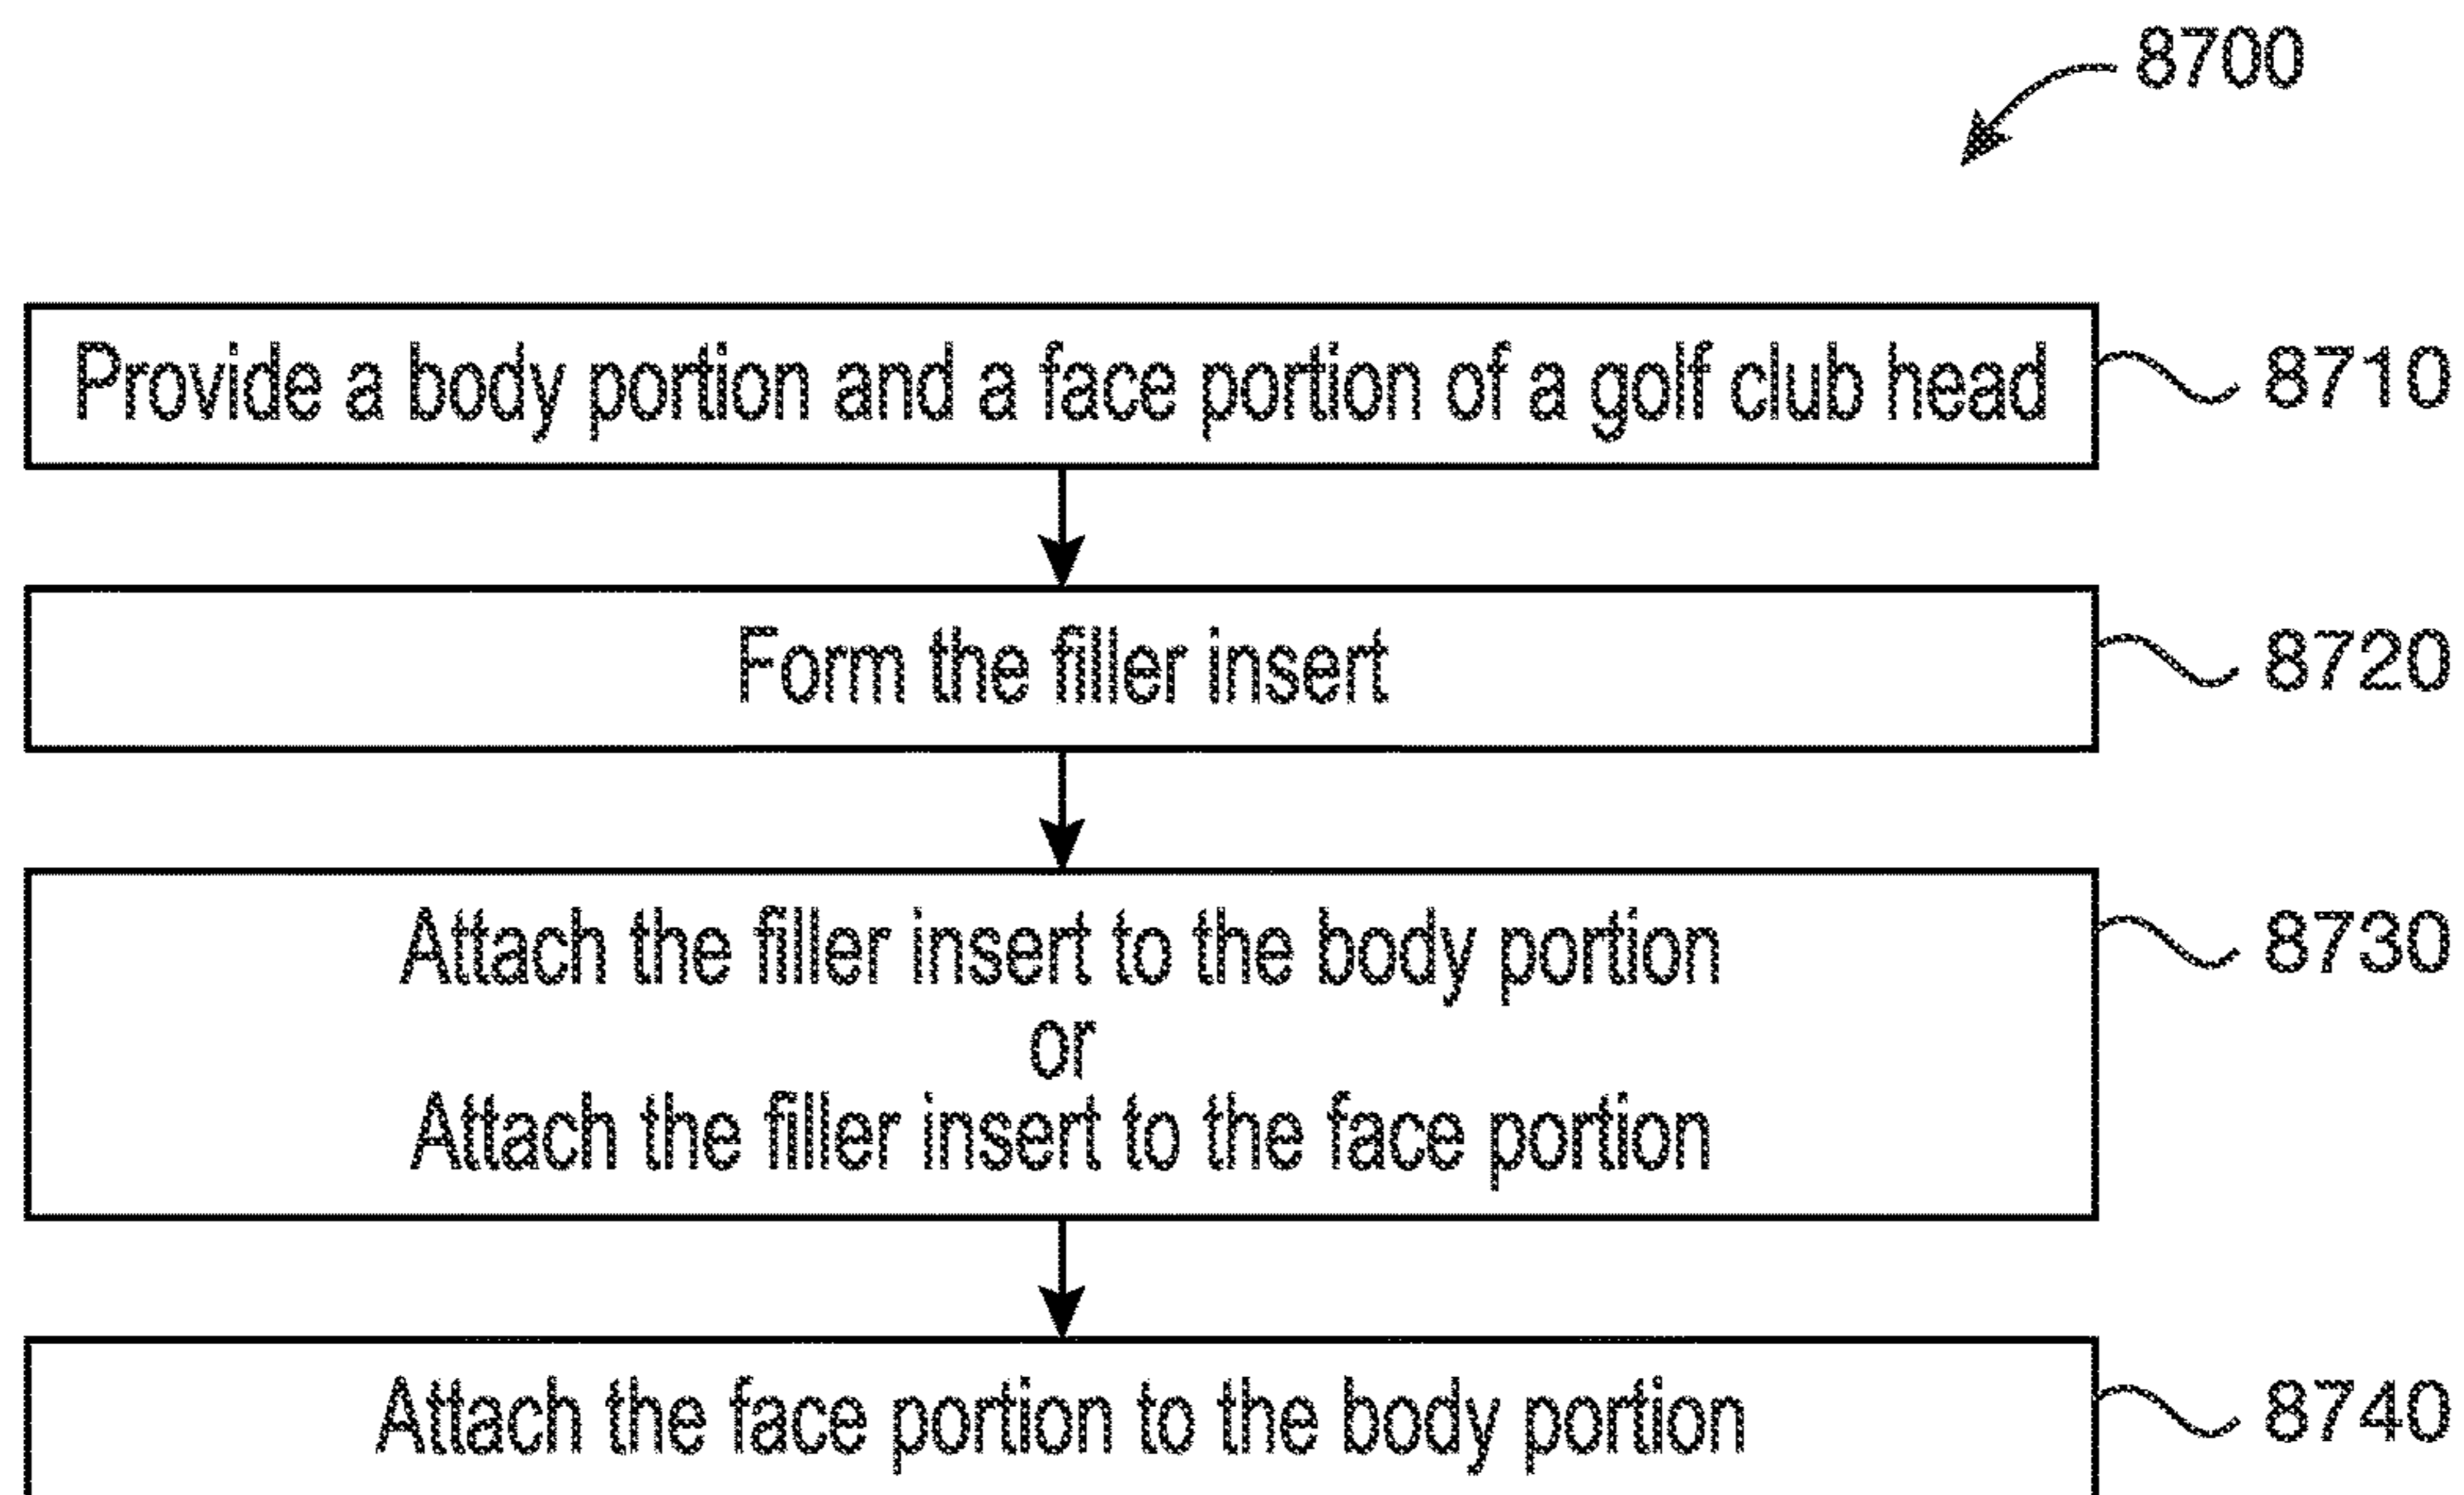 8700
Provide a body portion and a face portion of a golf club head
8710
Form the filler insert
8720
Attach the filler insert to the body portion
8730
or
Attach the filler insert to the face portion
Attach the face portion to the body portion
8740